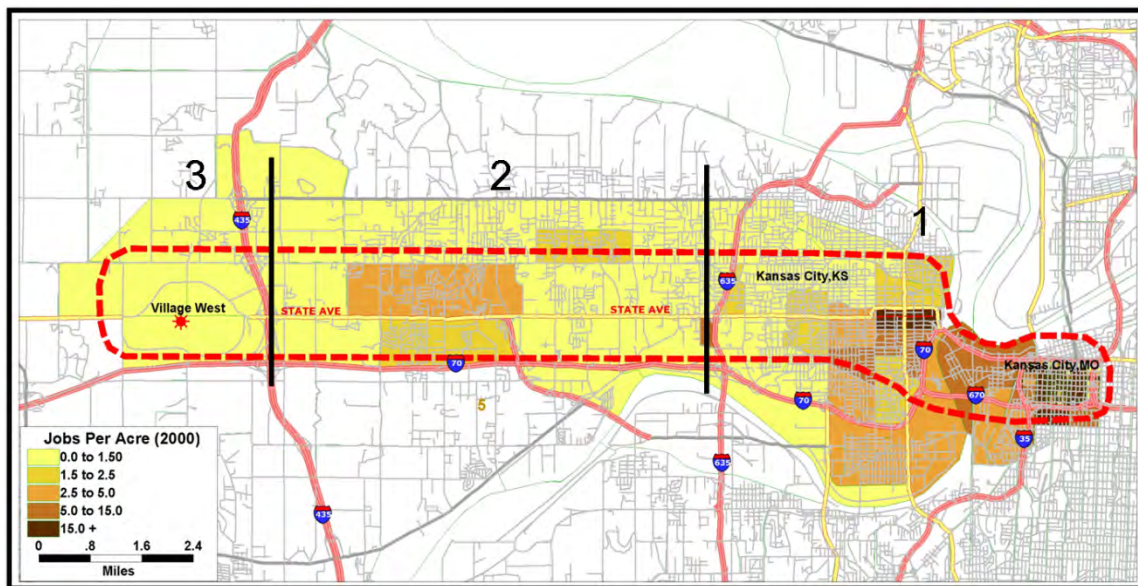 3
2
1
435
635
Kansas City,KS
Village West
STATE AVE
STATE AVE
70
70
Kansas City,MO
70
670
5
35
635
435
Jobs Per Acre (2000)
0.0 to 1.50
1.5 to 2.5
2.5 to 5.0
5.0 to 15.0
15.0 +
0 .8 1.6 2.4
Miles